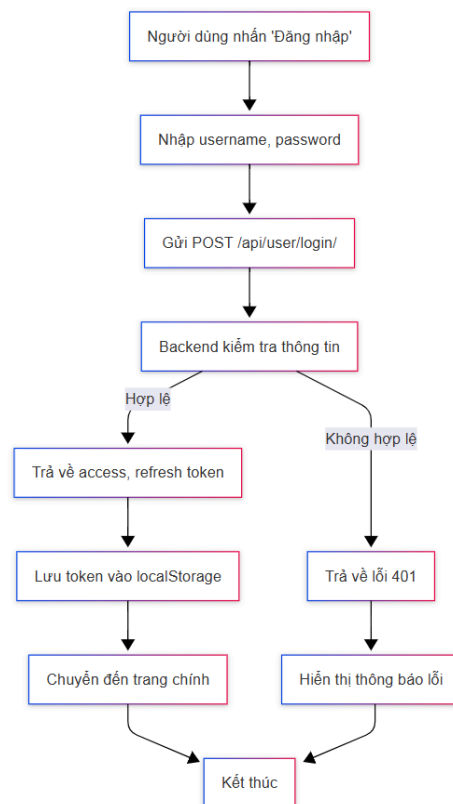 Người dùng nhấn 'Đăng nhập'
Nhập username, password
Gửi POST /api/user/login/
Backend kiểm tra thông tin
Hợp lệ
Không hợp lệ
Trả về access, refresh token
Lưu token vào localStorage
Trả về lỗi 401
Chuyển đến trang chính
Hiển thị thông báo lỗi
Kết thúc